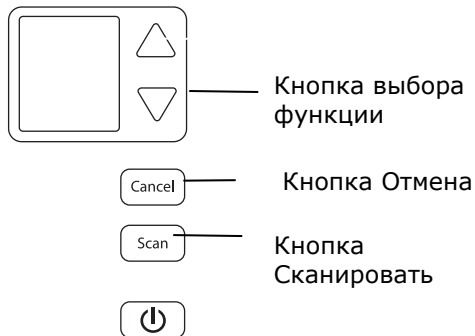 Кнопка выбора
функции
Cancel
Кнопка Отмена
Scan
Кнопка
Сканировать